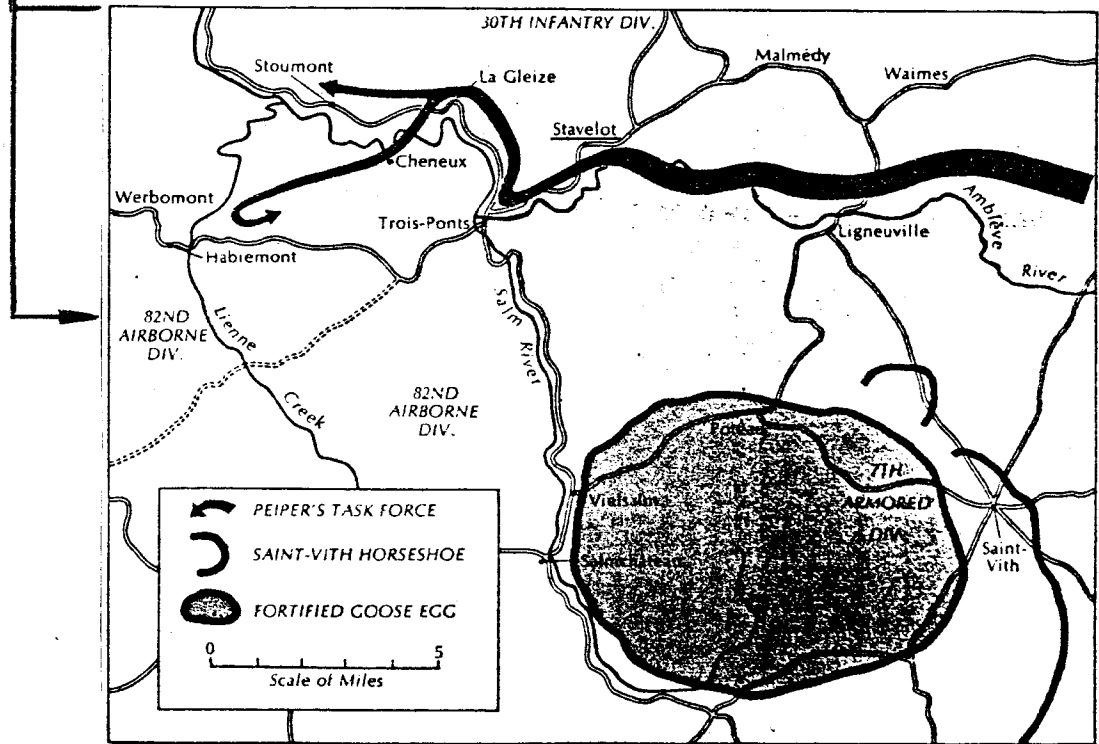 30TH INFANTRY DIV.
Malmédy
Stoumont
La Gleize
Waimes
Stavelot
Cheneux
Werbomont
Trois-Ponts
Amblève
River
Ligneuville
Habiemont
82ND
AIRBORNE
DIV.
Lienne
Creek
Salm
River
82ND
AIRBORNE
DIV.
7TH
ARMORED
DIV.
Vielsalm
Saint-
Vith
PEIPER'S TASK FORCE
SAINT-VITH HORSESHOE
FORTIFIED GOOSE EGG
0
5
Scale of Miles